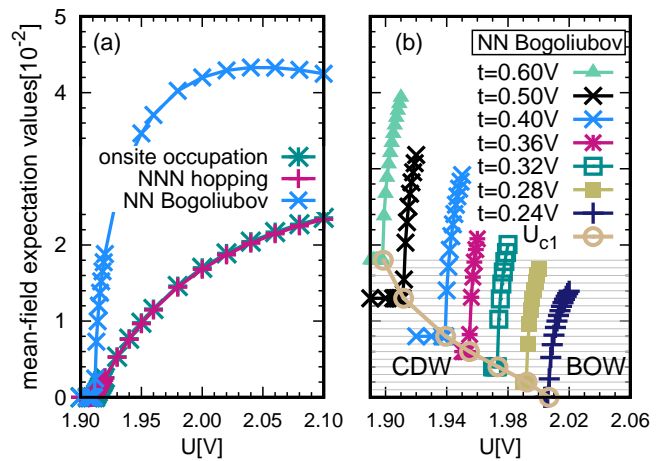 mean-field expectation values[10⁻²]
5
4
2
0
(a)
onsite occupation
NNN hopping
NN Bogoliubov
1.90 1.95 2.00 2.05 2.10
U[V]
(b)
NN Bogoliubov
t=0.60V
t=0.50V
t=0.40V
t=0.36V
t=0.32V
t=0.28V
t=0.24V
U_c1
CDW
BOW
1.90 1.94 1.98 2.02 2.06
U[V]